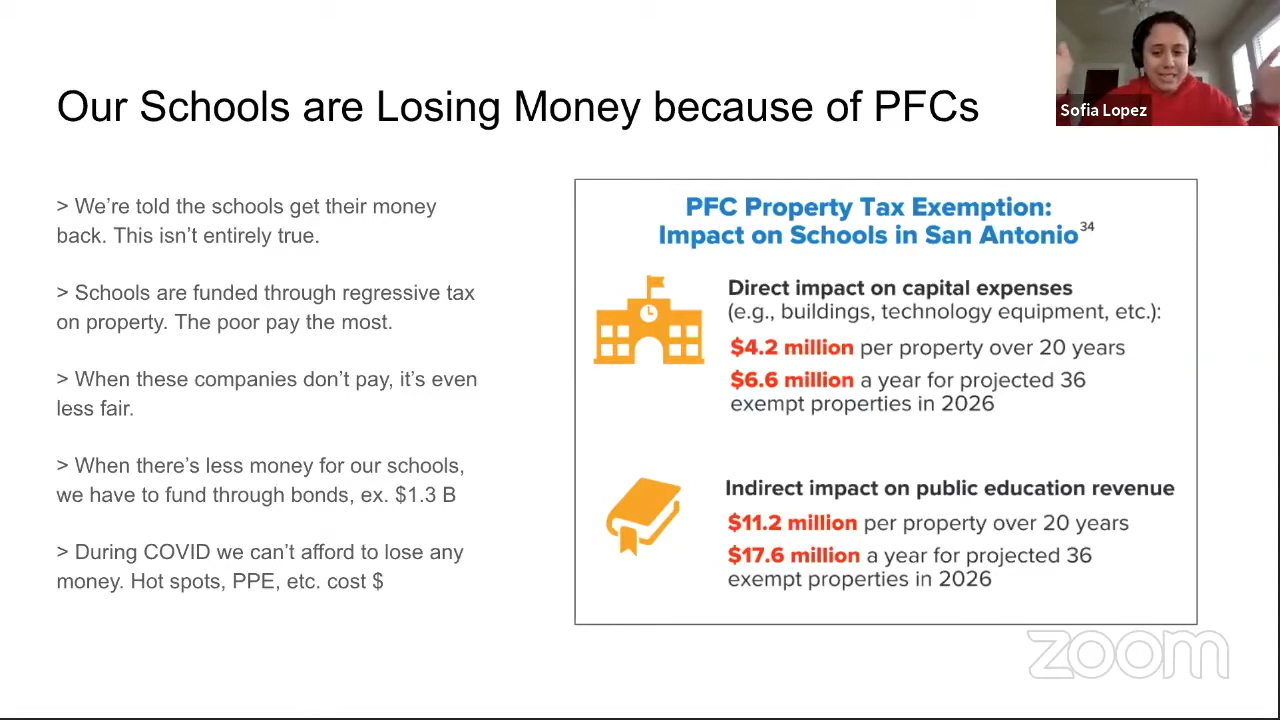 Our Schools are Losing Money because of PFCs
Sofia Lopez
> We're told the schools get their money
back. This isn't entirely true.
> Schools are funded through regressive tax
on property. The poor pay the most.
> When these companies don't pay, it's even
less fair.
> When there's less money for our schools,
we have to fund through bonds, ex. $1.3 B
> During COVID we can't afford to lose any
money. Hot spots, PPE, etc. cost $
PFC Property Tax Exemption:
Impact on Schools in San Antonio34
Direct impact on capital expenses
(e.g., buildings, technology equipment, etc.):
$4.2 million per property over 20 years
$6.6 million a year for projected 36
exempt properties in 2026
Indirect impact on public education revenue
$11.2 million per property over 20 years
$17.6 million a year for projected 36
exempt properties in 2026
zoom